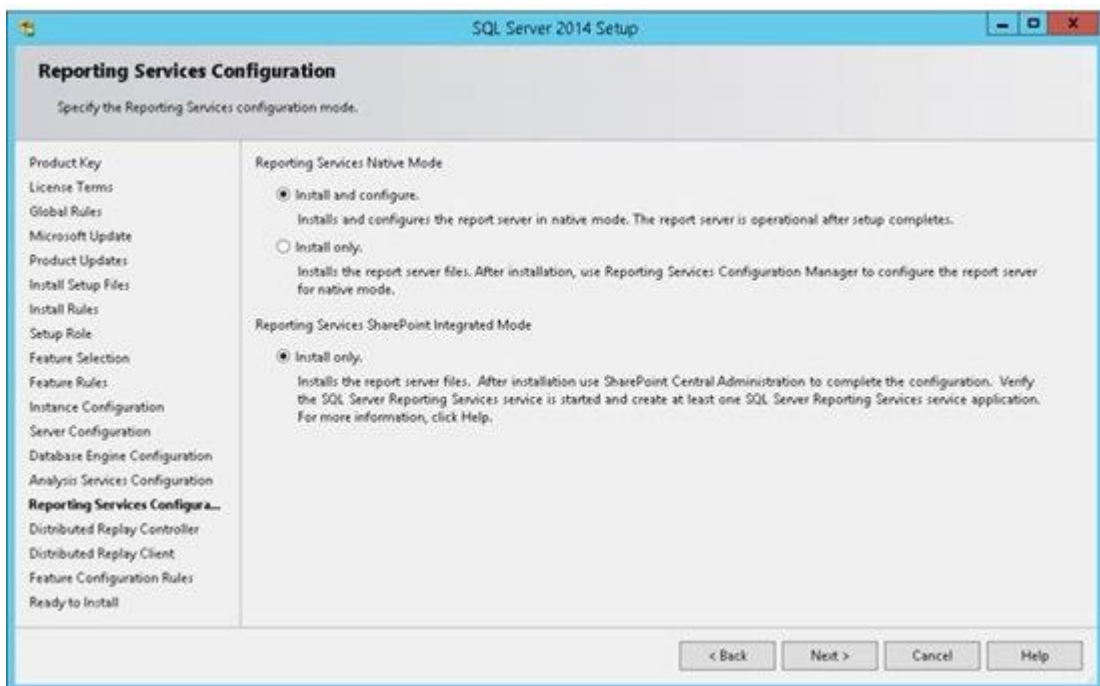 SQL Server 2014 Setup
Reporting Services Configuration
Specify the Reporting Services configuration mode.
Product Key
License Terms
Global Rules
Microsoft Update
Product Updates
Install Setup Files
Install Rules
Setup Role
Feature Selection
Feature Rules
Instance Configuration
Server Configuration
Database Engine Configuration
Analysis Services Configuration
Reporting Services Configura...
Distributed Replay Controller
Distributed Replay Client
Feature Configuration Rules
Ready to Install
Reporting Services Native Mode
Install and configure.
Installs and configures the report server in native mode. The report server is operational after setup completes.
Install only.
Installs the report server files. After installation, use Reporting Services Configuration Manager to configure the report server
for native mode.
Reporting Services SharePoint Integrated Mode
Install only.
Installs the report server files. After installation use SharePoint Central Administration to complete the configuration. Verify
the SQL Server Reporting Services service is started and create at least one SQL Server Reporting Services service application.
For more information, click Help.
< Back
Next >
Cancel
Help